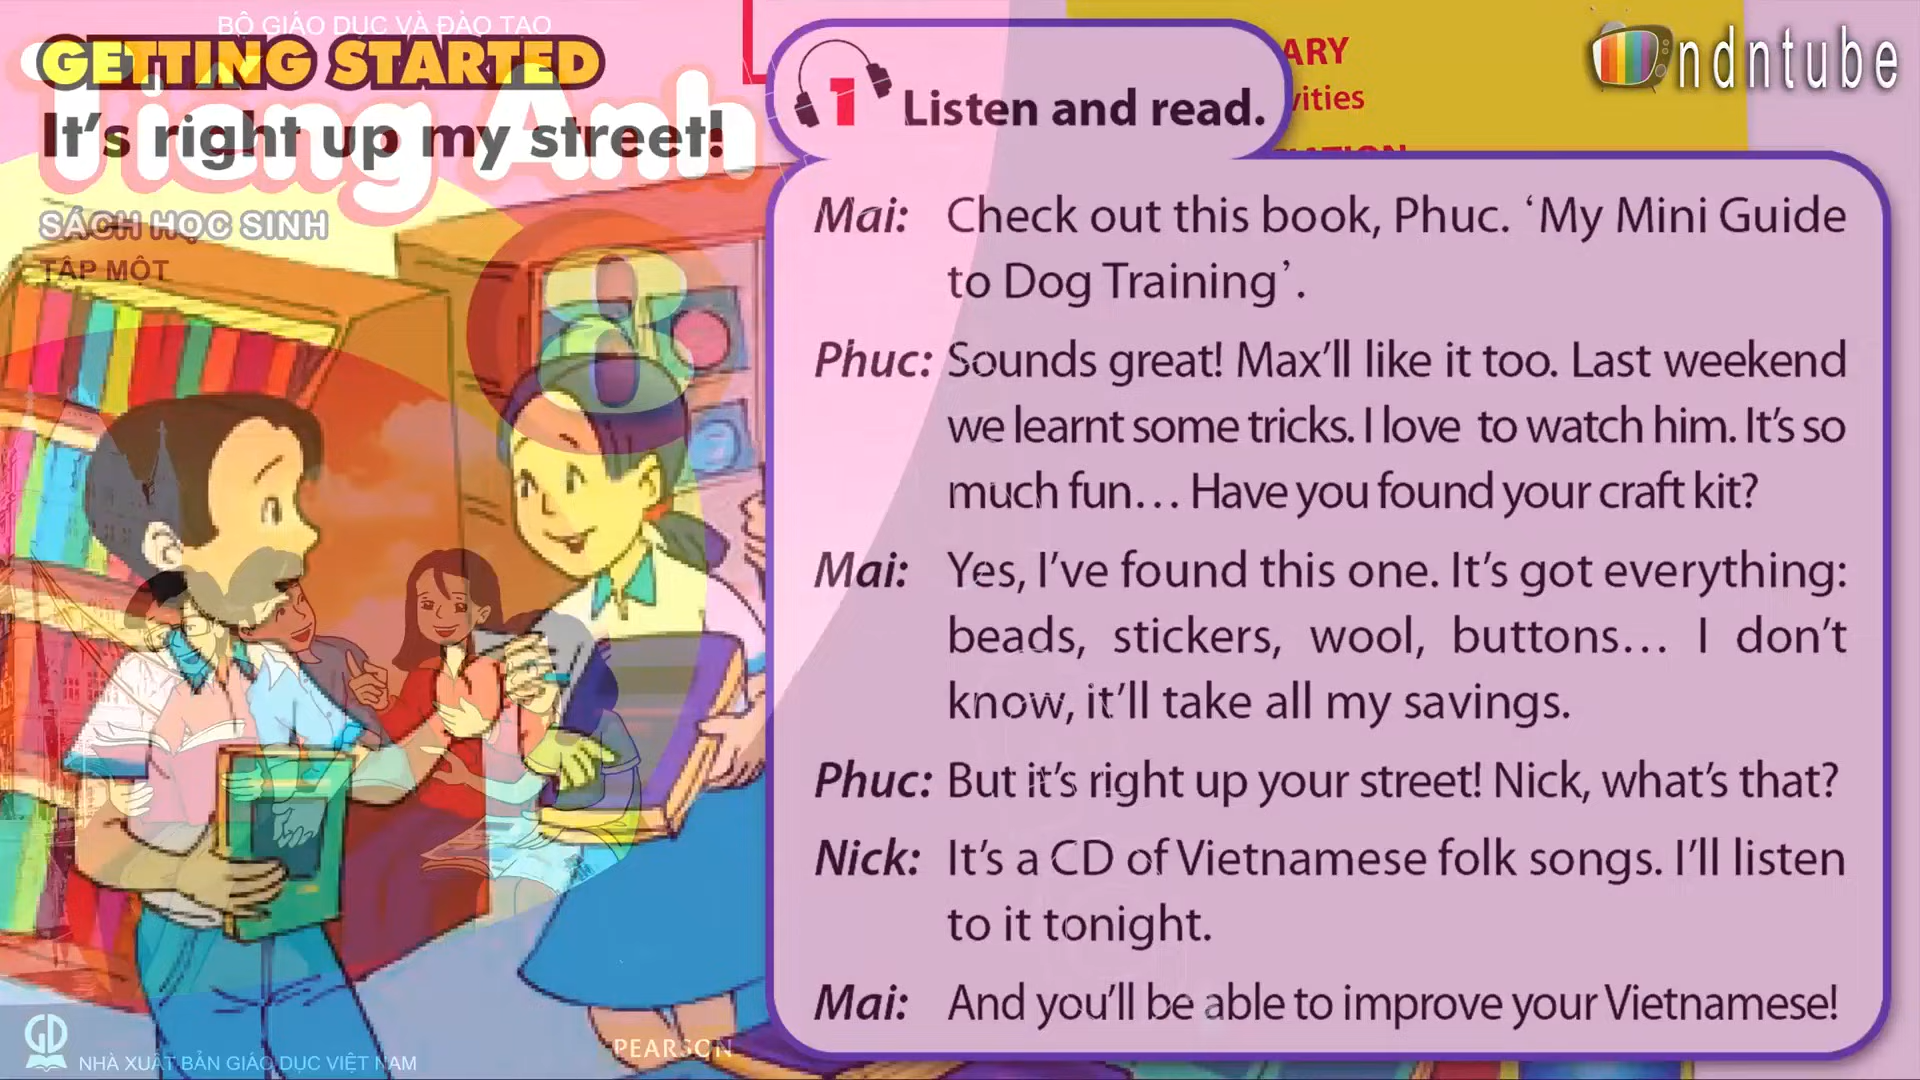 BỘ GIÁO DỤC VÀ ĐÀO TẠO
GETTING STARTED
Tiếng Anh
It's right up my street!
SÁCH HỌC SINH
TẬP MỘT
8
1 Listen and read.
ARY
vities
ndntube
Mai: Check out this book, Phuc. ‘My Mini Guide
to Dog Training’.
Phuc: Sounds great! Max’ll like it too. Last weekend
we learnt some tricks. I love to watch him. It’s so
much fun… Have you found your craft kit?
Mai: Yes, I’ve found this one. It’s got everything:
beads, stickers, wool, buttons… I don’t
know, it’ll take all my savings.
Phuc: But it’s right up your street! Nick, what’s that?
Nick: It’s a CD of Vietnamese folk songs. I’ll listen
to it tonight.
Mai: And you’ll be able to improve your Vietnamese!
GD
NHÀ XUẤT BẢN GIÁO DỤC VIỆT NAM
PEARSON